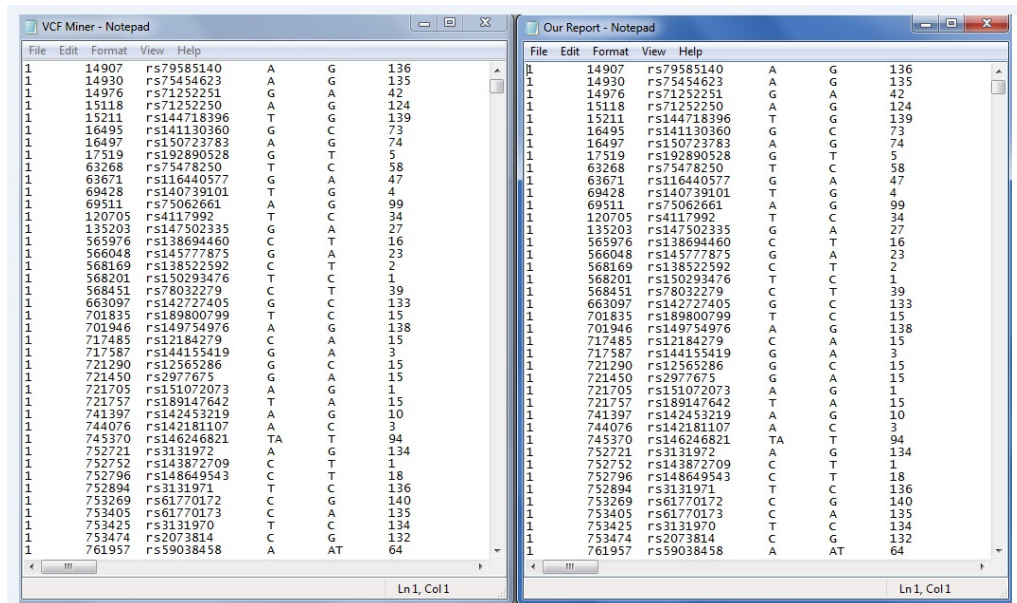 VCF Miner - Notepad
File Edit Format View Help
1 14907 rs79585140 A G 136
1 14930 rs75454623 A G 135
1 14976 rs71252251 G A 42
1 15118 rs71252250 A G 124
1 15211 rs144718396 T G 139
1 16495 rs141130360 G C 73
1 16497 rs150723783 A G 74
1 17519 rs192890528 G T 5
1 63268 rs75478250 T C 58
1 63671 rs116440577 G A 47
1 69428 rs140739101 T G 4
1 69511 rs75062661 A G 99
1 120705 rs4117992 T C 34
1 135203 rs147502335 G A 27
1 565976 rs138694460 C T 16
1 566048 rs145777875 G A 23
1 568169 rs138522592 C T 2
1 568201 rs150293476 T C 1
1 568451 rs78032279 C T 39
1 663097 rs142727405 G C 133
1 701835 rs189800799 T C 15
1 701946 rs149754976 A G 138
1 717485 rs12184279 C A 15
1 717587 rs144155419 G A 3
1 721290 rs12565286 G C 15
1 721450 rs2977675 G A 15
1 721705 rs151072073 A G 1
1 721757 rs189147642 T A 15
1 741397 rs142453219 A G 10
1 744076 rs142181107 A C 3
1 745370 rs146246821 TA T 94
1 752721 rs3131972 A G 134
1 752752 rs143872709 C T 1
1 752796 rs148649543 C T 18
1 752894 rs3131971 T C 136
1 753269 rs61770172 C G 140
1 753405 rs61770173 C A 135
1 753425 rs3131970 T C 134
1 753474 rs2073814 C G 132
1 761957 rs59038458 A AT 64
Ln 1, Col 1
Our Report - Notepad
File Edit Format View Help
1 14907 rs79585140 A G 136
1 14930 rs75454623 A G 135
1 14976 rs71252251 G A 42
1 15118 rs71252250 A G 124
1 15211 rs144718396 T G 139
1 16495 rs141130360 G C 73
1 16497 rs150723783 A G 74
1 17519 rs192890528 G T 5
1 63268 rs75478250 T C 58
1 63671 rs116440577 G A 47
1 69428 rs140739101 T G 4
1 69511 rs75062661 A G 99
1 120705 rs4117992 T C 34
1 135203 rs147502335 G A 27
1 565976 rs138694460 C T 16
1 566048 rs145777875 G A 23
1 568169 rs138522592 C T 2
1 568201 rs150293476 T C 1
1 568451 rs78032279 C T 39
1 663097 rs142727405 G C 133
1 701835 rs189800799 T C 15
1 701946 rs149754976 A G 138
1 717485 rs12184279 C A 15
1 717587 rs144155419 G A 3
1 721290 rs12565286 G C 15
1 721450 rs2977675 G A 15
1 721705 rs151072073 A G 1
1 721757 rs189147642 T A 15
1 741397 rs142453219 A G 10
1 744076 rs142181107 A C 3
1 745370 rs146246821 TA T 94
1 752721 rs3131972 A G 134
1 752752 rs143872709 C T 1
1 752796 rs148649543 C T 18
1 752894 rs3131971 T C 136
1 753269 rs61770172 C G 140
1 753405 rs61770173 C A 135
1 753425 rs3131970 T C 134
1 753474 rs2073814 C G 132
1 761957 rs59038458 A AT 64
Ln 1, Col 1